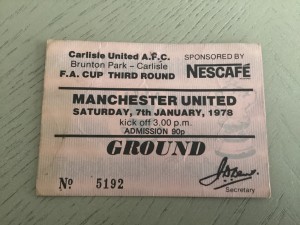 Carlisle United A.F.C.
Brunton Park - Carlisle
F.A. CUP THIRD ROUND
SPONSORED BY
NESCAFÉ
MANCHESTER UNITED
SATURDAY, 7th JANUARY, 1978
kick off 3.00 p.m.
ADMISSION 90p
GROUND
No 5192
Secretary